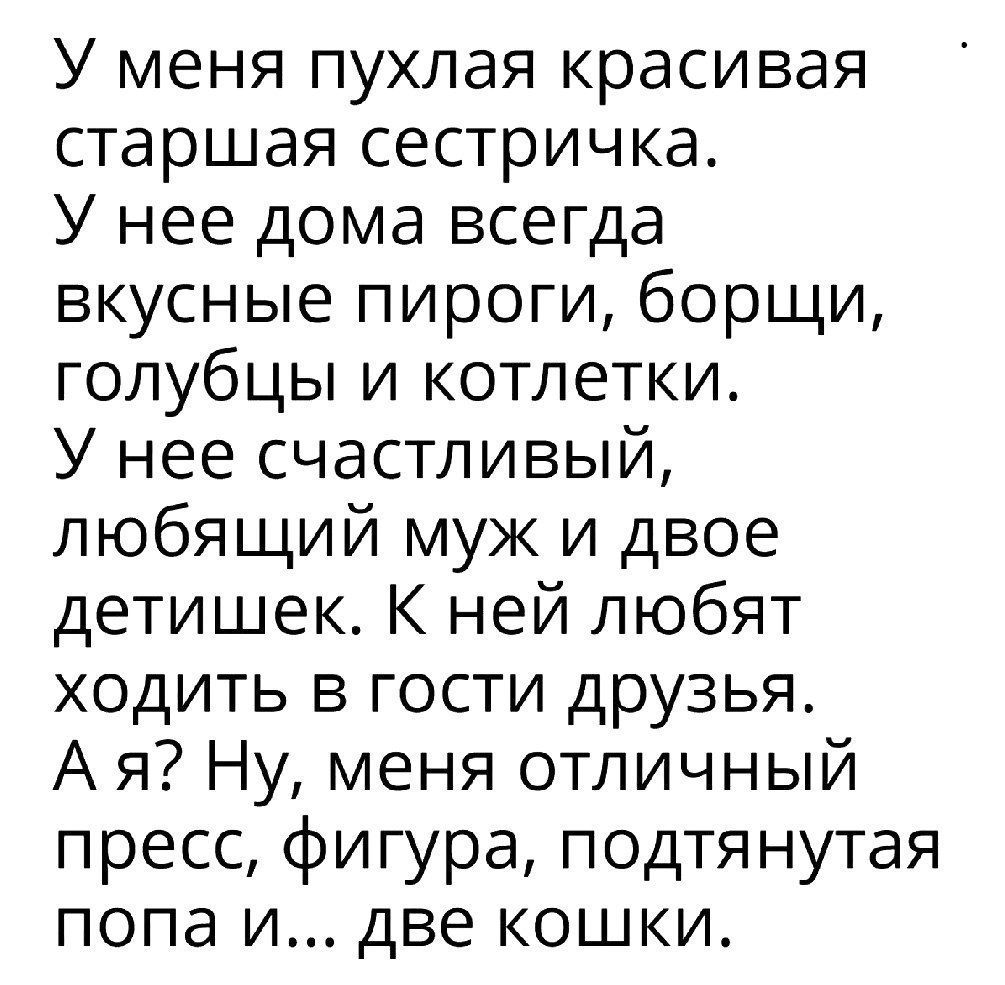 У меня пухлая красивая
старшая сестричка.
У нее дома всегда
вкусные пироги, борщи,
голубцы и котлетки.
У нее счастливый,
любящий муж и двое
детишек. К ней любят
ходить в гости друзья.
А я? Ну, меня отличный
пресс, фигура, подтянутая
попа и... две кошки.